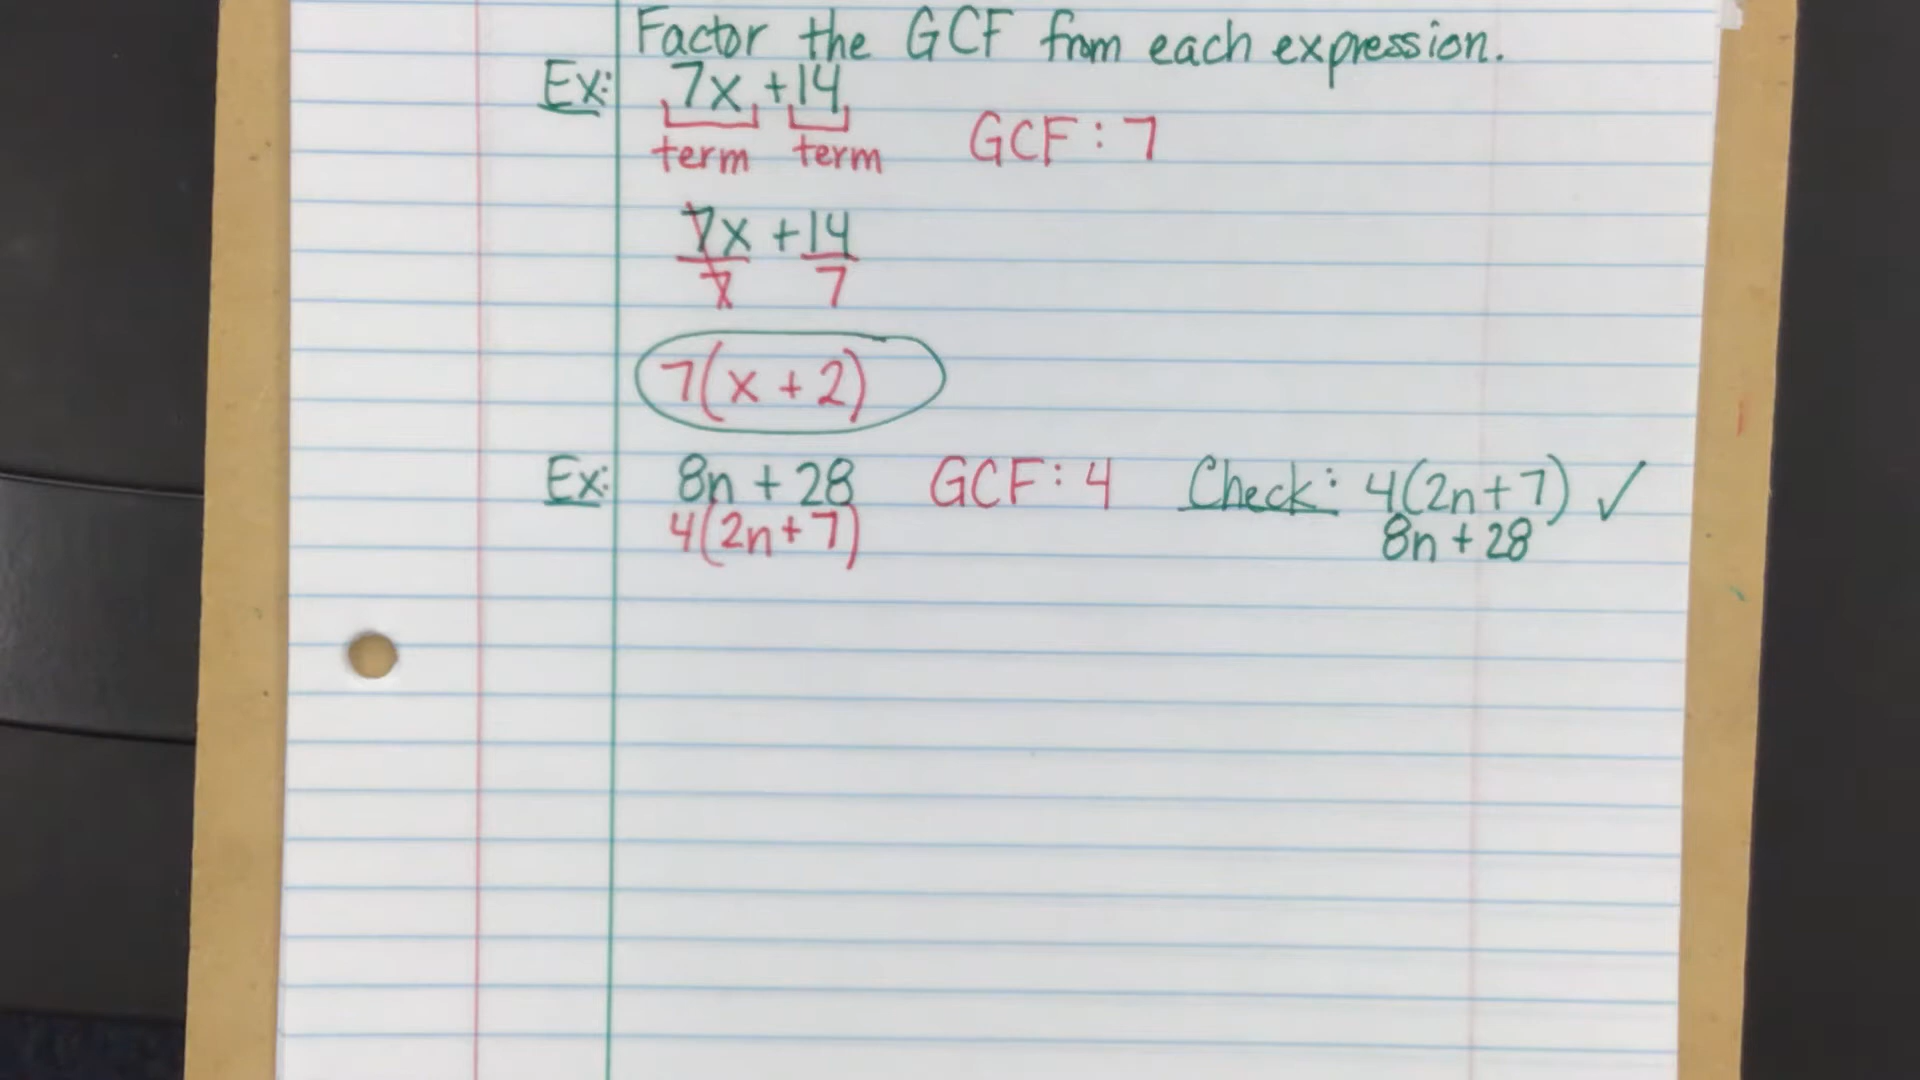 Factor the GCF from each expression.
Ex: 7x + 14
term term GCF: 7
7x + 14
7 7
7(x + 2)
Ex: 8n + 28 GCF: 4 Check: 4(2n + 7) ✓
4(2n + 7) 8n + 28